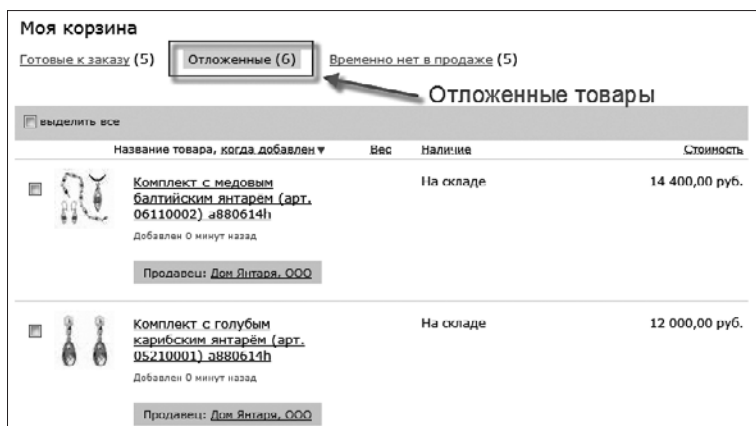 Моя корзина
Готовые к заказу (5) Отложенные (6) Временно нет в продаже (5)
Отложенные товары
выделить все
Название товара, когда добавлен ▼ Вес Наличие Стоимость
Комплект с медовым На складе 14 400,00 руб.
балтийским янтарем (арт.
06110002) a880614h
Добавлен 0 минут назад
Продавец: Дом Янтаря, ООО
Комплект с голубым На складе 12 000,00 руб.
карибским янтарём (арт.
05210001) a880614h
Добавлен 0 минут назад
Продавец: Дом Янтаря, ООО